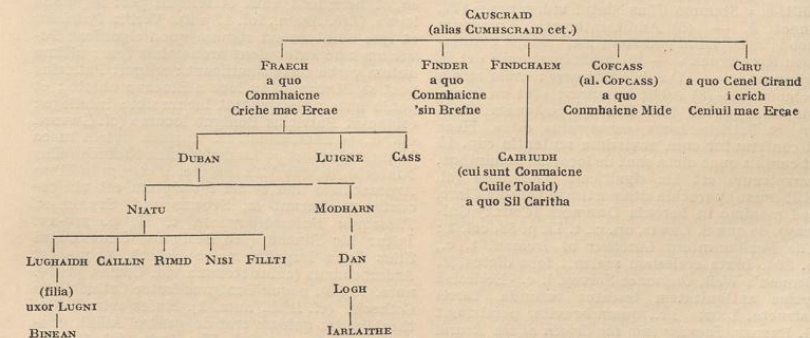 CAUSCRAID
(alias CUMHSCRAID cet.)
FRAECH
a quo
Conmhaicne
Criche mac Ercae
FINDER
a quo
Conmhaicne
'sin Brefne
FINDCHAEM
COFCASS
(al. COPCASS)
a quo
Conmhaicne Mide
CIRU
a quo Cenel Cirand
i crich
Ceniuil mac Ercae
DUBAN
LUIGNE
CASS
CAIRIUDH
(cui sunt Conmaicne
Cuile Tolaid)
a quo Sil Caritha
NIATU
MODHARN
LUGHAIDH
CAILLIN
RIMID
NISI
FILLTI
DAN
(filia)
uxor LUGNI
LOGH
BINEAN
IARLAITHE